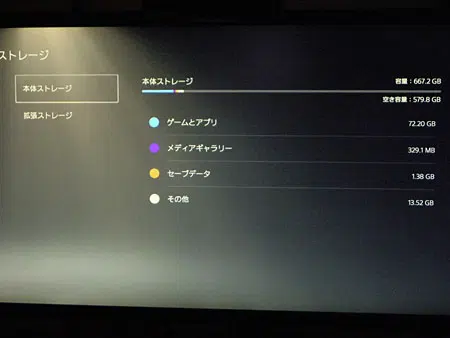 ストレージ
本体ストレージ
拡張ストレージ
本体ストレージ
容量：667.2 GB
空き容量：579.8 GB
ゲームとアプリ
72.20 GB
メディアギャラリー
329.1 MB
セーブデータ
1.38 GB
その他
13.52 GB